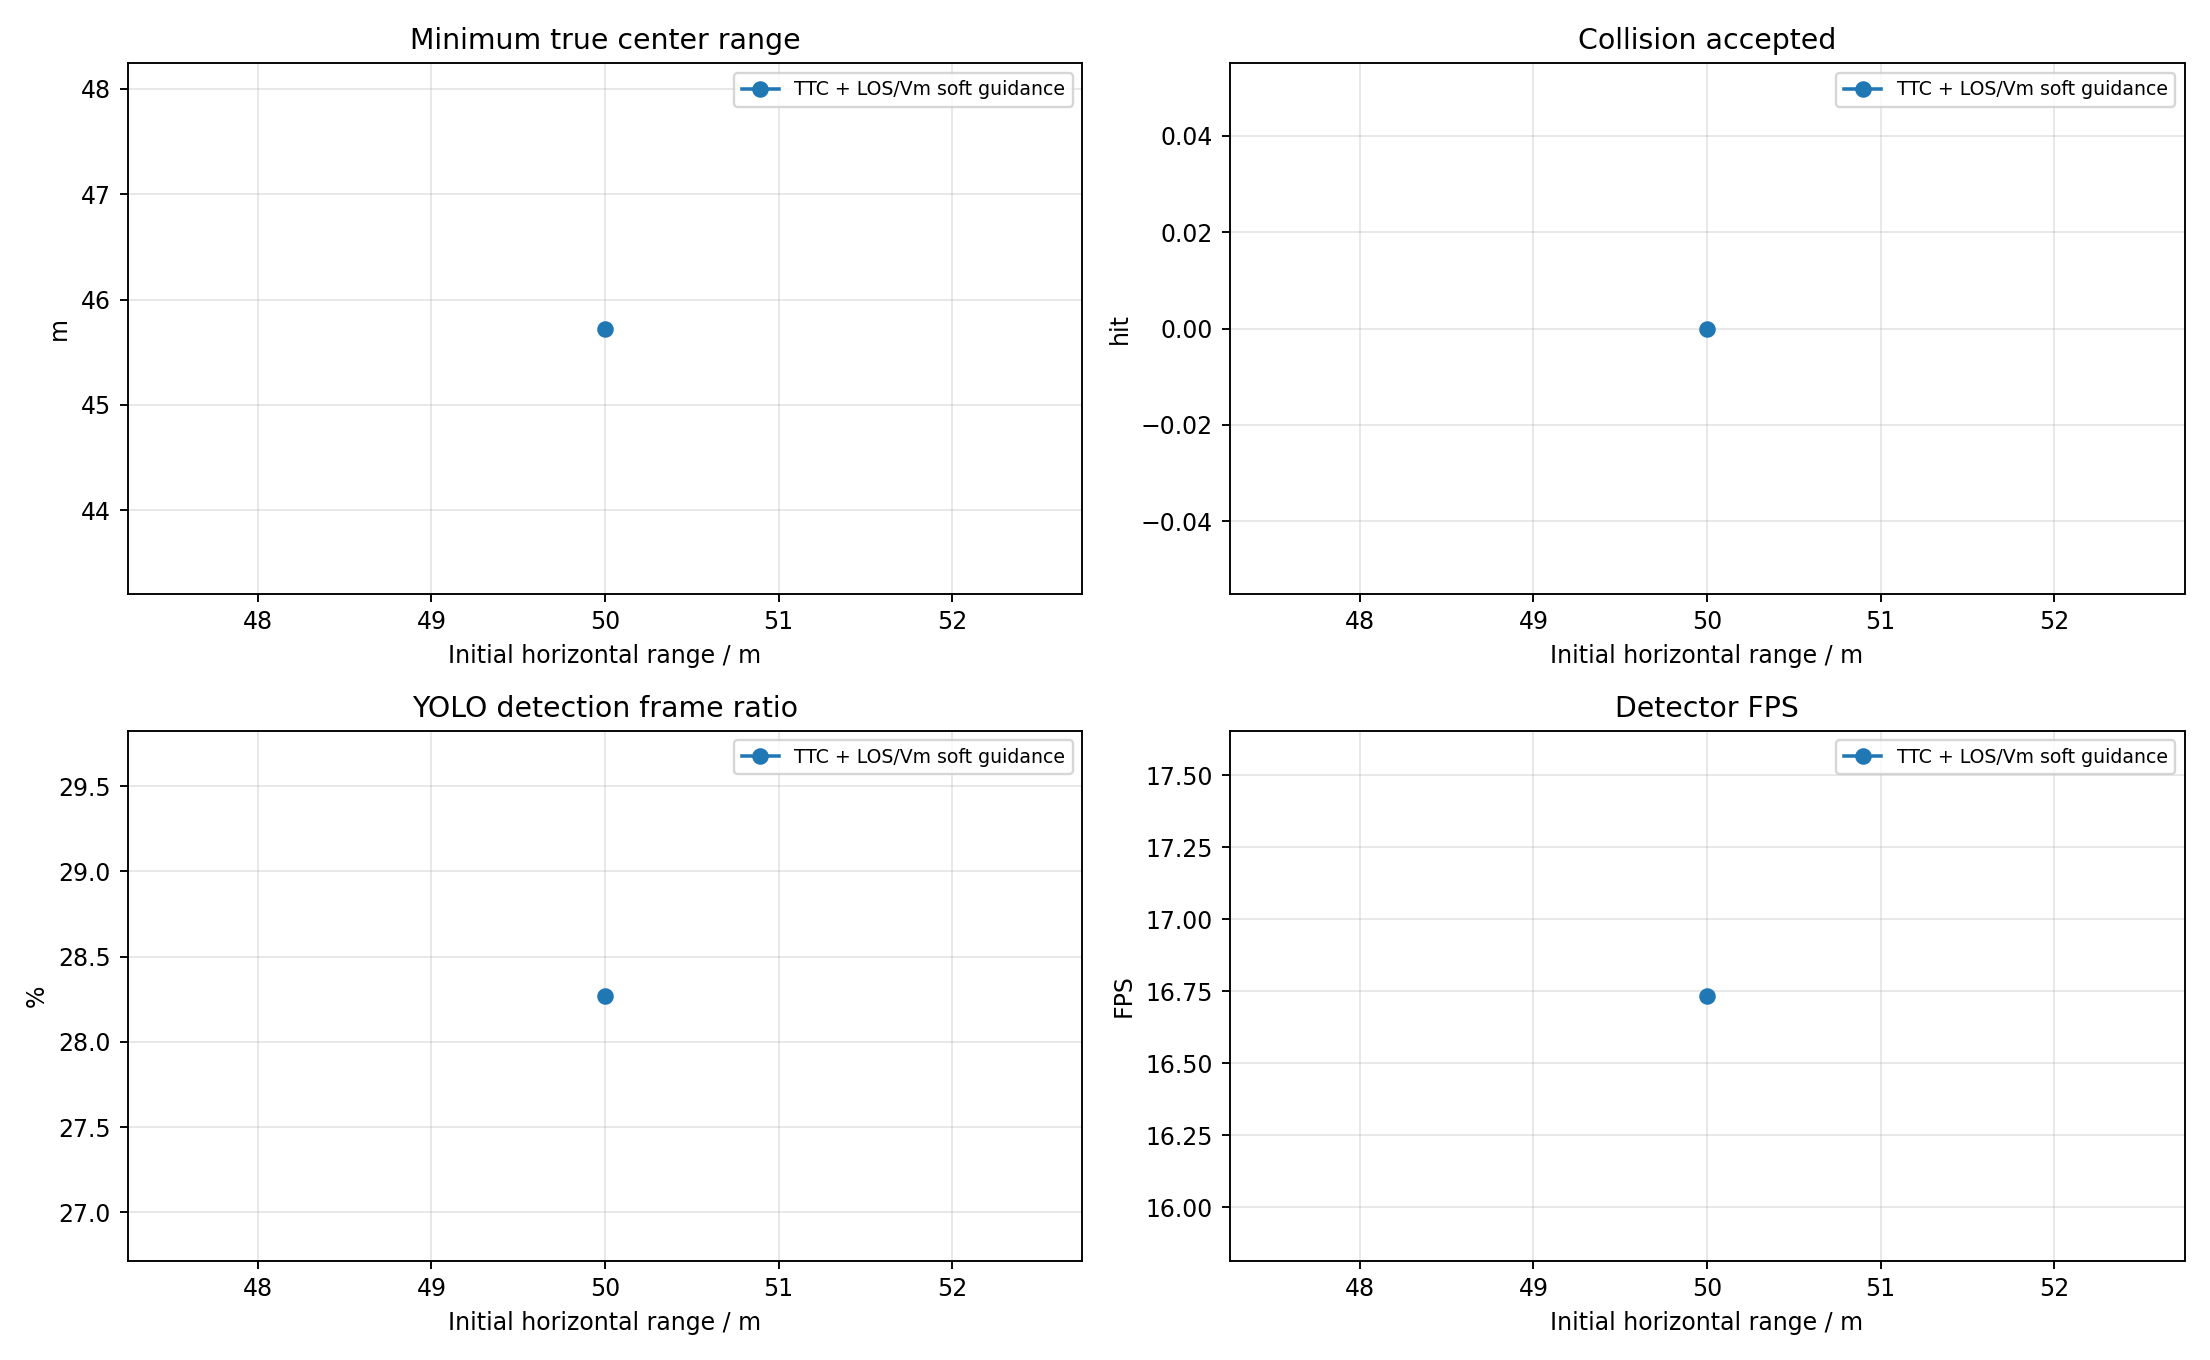 Minimum true center range
TTC + LOS/Vm soft guidance
48
47
46
45
44
m
48 49 50 51 52
Initial horizontal range / m
Collision accepted
TTC + LOS/Vm soft guidance
0.04
0.02
0.00
−0.02
−0.04
hit
48 49 50 51 52
Initial horizontal range / m
YOLO detection frame ratio
TTC + LOS/Vm soft guidance
29.5
29.0
28.5
28.0
27.5
27.0
%
48 49 50 51 52
Initial horizontal range / m
Detector FPS
TTC + LOS/Vm soft guidance
17.50
17.25
17.00
16.75
16.50
16.25
16.00
FPS
48 49 50 51 52
Initial horizontal range / m